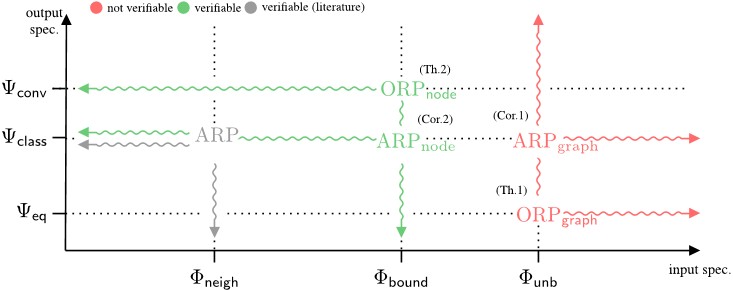 output
spec.
not verifiable
verifiable
verifiable (literature)
(Th.2)
Ψconv
ORPnode
(Cor.2)
(Cor.1)
Ψclass
ARP
ARPnode
ARPgraph
(Th.1)
Ψeq
ORPgraph
input spec.
Φneigh
Φbound
Φunb